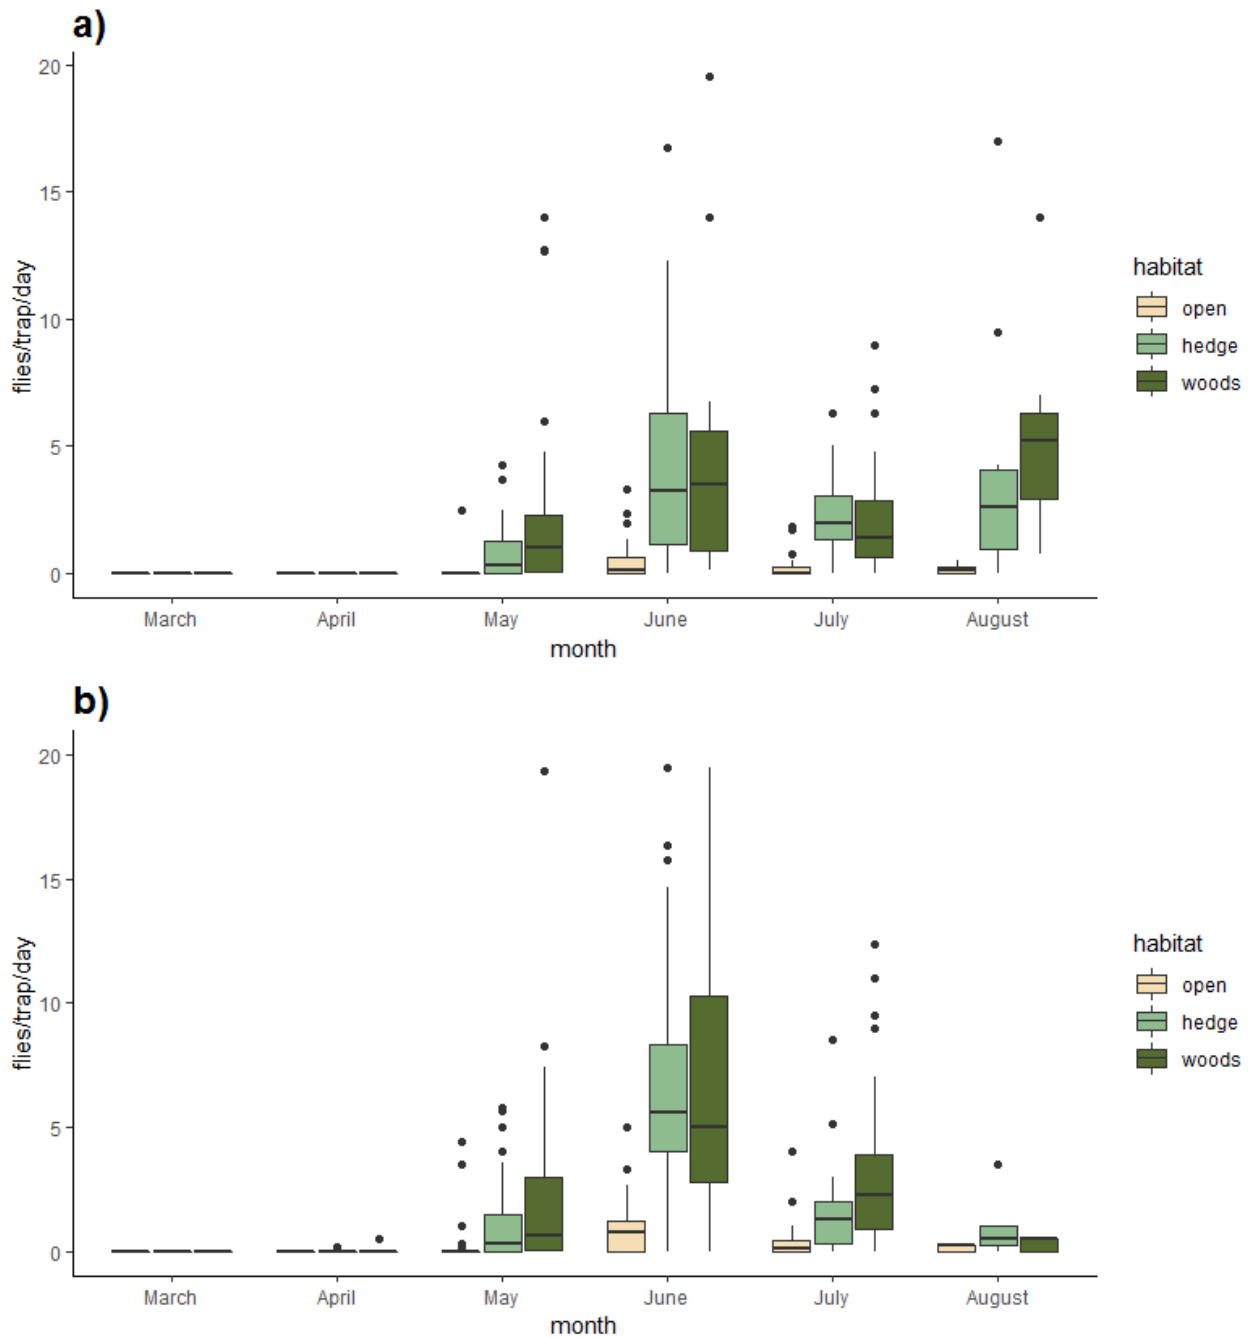 a)
20
15
10
5
0
flies/trap/day
March April May June July August
month
habitat
open
hedge
woods
b)
20
15
10
5
0
flies/trap/day
March April May June July August
month
habitat
open
hedge
woods